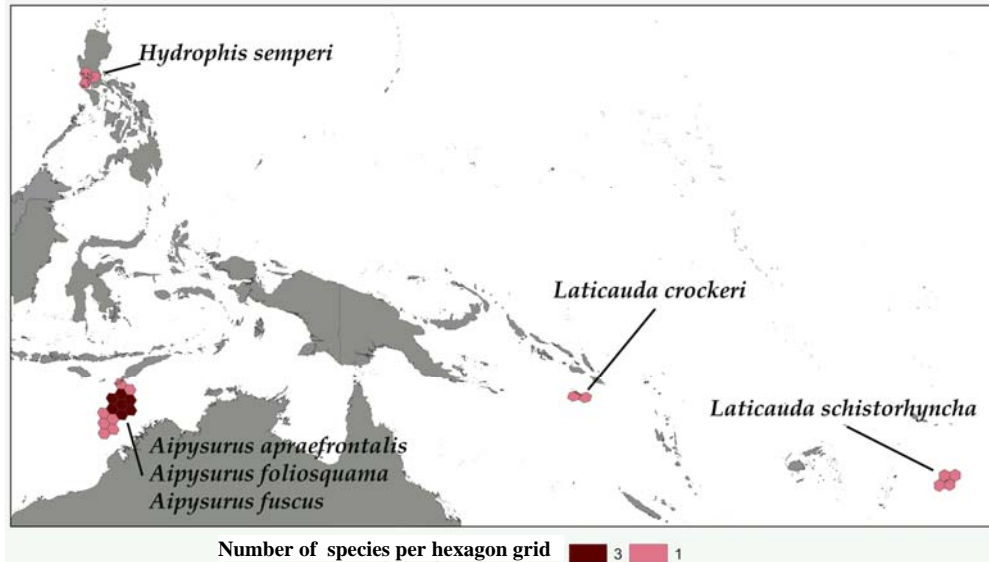 Hydrophis semperi
Laticauda crockeri
Laticauda schistorhyncha
Aipysurus apraefrontalis
Aipysurus foliosquama
Aipysurus fuscus
Number of species per hexagon grid 3 1